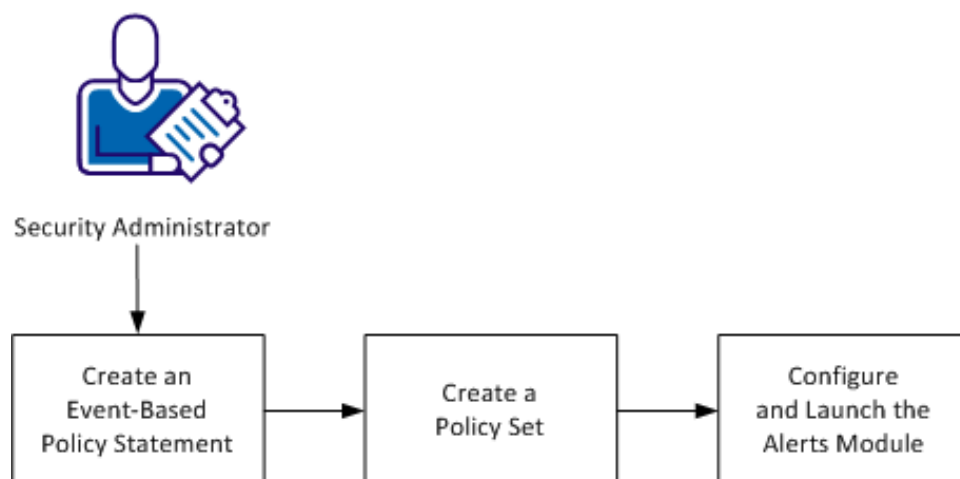 Security Administrator
Create an
Event-Based
Policy Statement
Create a
Policy Set
Configure
and Launch the
Alerts Module